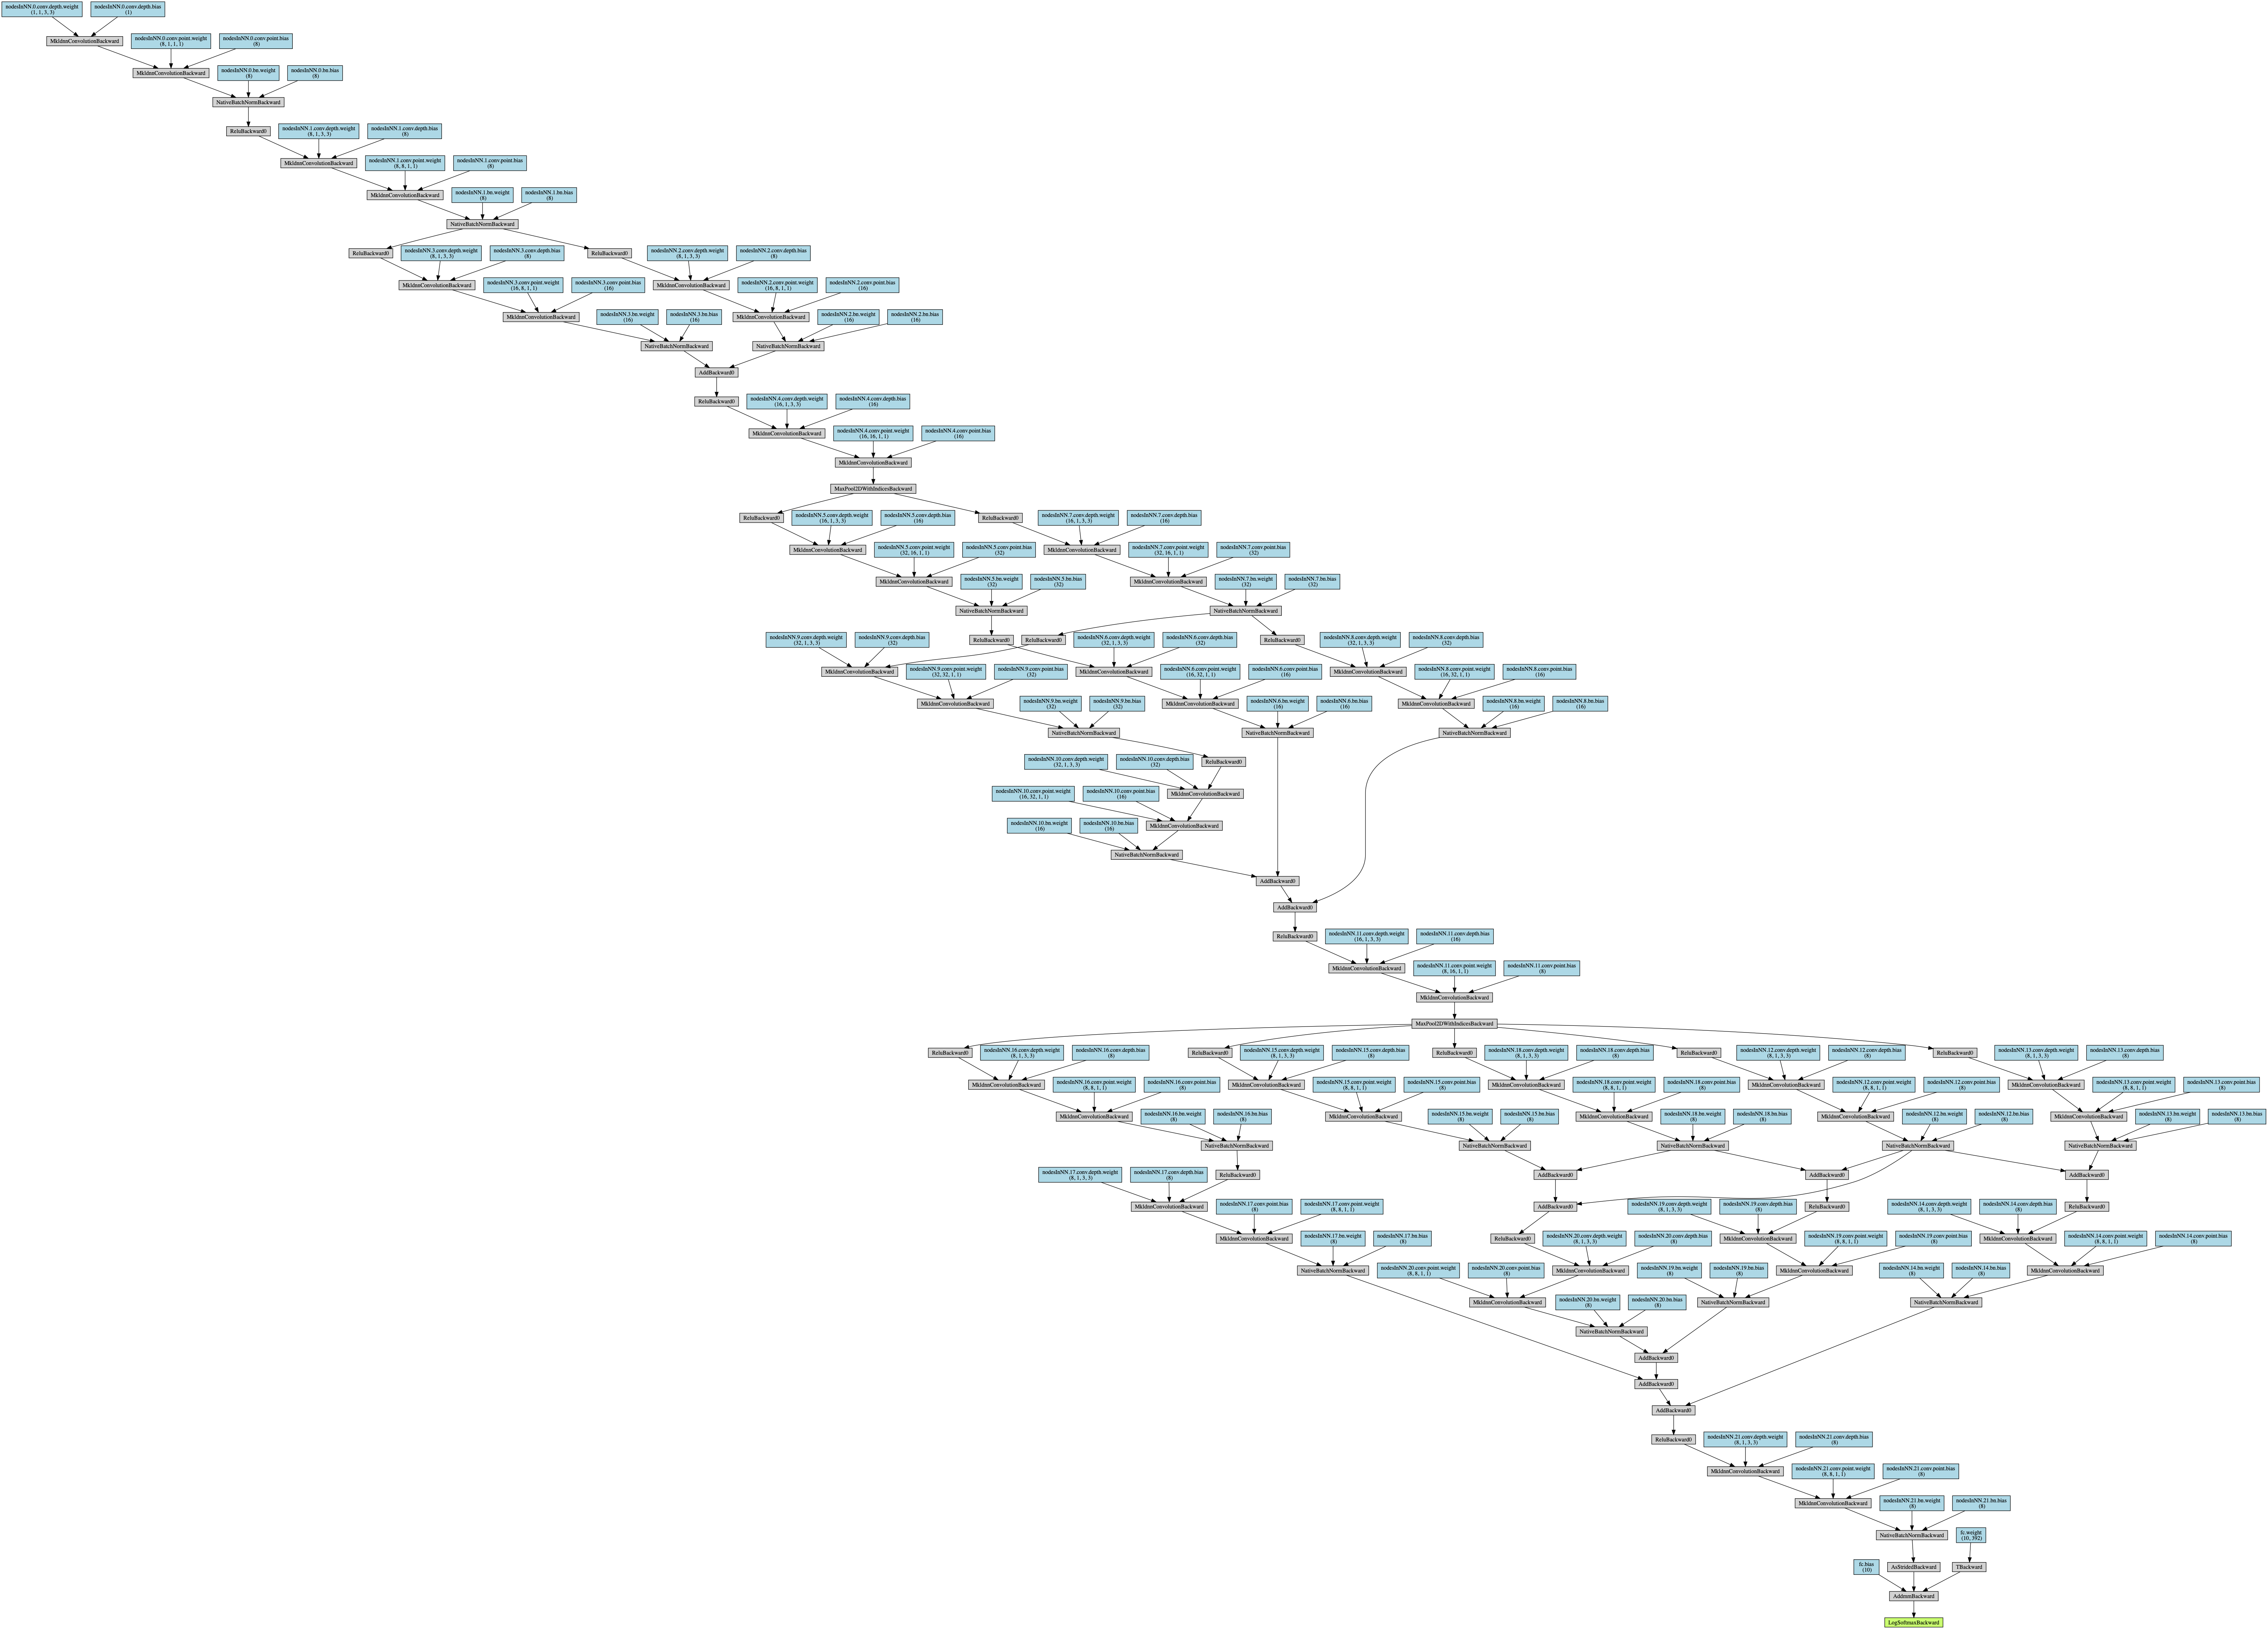 nodesInNN.0.conv.depth.weight
(1, 1, 3, 3)
nodesInNN.0.conv.depth.bias
(1)
MkldnnConvolutionBackward
nodesInNN.0.conv.point.weight
(8, 1, 1, 1)
nodesInNN.0.conv.point.bias
(8)
MkldnnConvolutionBackward
nodesInNN.0.bn.weight
(8)
nodesInNN.0.bn.bias
(8)
NativeBatchNormBackward
ReluBackward0
nodesInNN.1.conv.depth.weight
(8, 1, 3, 3)
nodesInNN.1.conv.depth.bias
(8)
MkldnnConvolutionBackward
nodesInNN.1.conv.point.weight
(8, 8, 1, 1)
nodesInNN.1.conv.point.bias
(8)
MkldnnConvolutionBackward
nodesInNN.1.bn.weight
(8)
nodesInNN.1.bn.bias
(8)
NativeBatchNormBackward
ReluBackward0
nodesInNN.3.conv.depth.weight
(8, 1, 3, 3)
nodesInNN.3.conv.depth.bias
(8)
ReluBackward0
nodesInNN.2.conv.depth.weight
(8, 1, 3, 3)
nodesInNN.2.conv.depth.bias
(8)
MkldnnConvolutionBackward
nodesInNN.3.conv.point.weight
(16, 8, 1, 1)
nodesInNN.3.conv.point.bias
(16)
MkldnnConvolutionBackward
nodesInNN.2.conv.point.weight
(16, 8, 1, 1)
nodesInNN.2.conv.point.bias
(16)
MkldnnConvolutionBackward
nodesInNN.3.bn.weight
(16)
nodesInNN.3.bn.bias
(16)
MkldnnConvolutionBackward
nodesInNN.2.bn.weight
(16)
nodesInNN.2.bn.bias
(16)
NativeBatchNormBackward
NativeBatchNormBackward
AddBackward0
ReluBackward0
nodesInNN.4.conv.depth.weight
(16, 1, 3, 3)
nodesInNN.4.conv.depth.bias
(16)
MkldnnConvolutionBackward
nodesInNN.4.conv.point.weight
(16, 16, 1, 1)
nodesInNN.4.conv.point.bias
(16)
MkldnnConvolutionBackward
MaxPool2DWithIndicesBackward
ReluBackward0
nodesInNN.5.conv.depth.weight
(16, 1, 3, 3)
nodesInNN.5.conv.depth.bias
(16)
ReluBackward0
nodesInNN.7.conv.depth.weight
(16, 1, 3, 3)
nodesInNN.7.conv.depth.bias
(16)
MkldnnConvolutionBackward
nodesInNN.5.conv.point.weight
(32, 16, 1, 1)
nodesInNN.5.conv.point.bias
(32)
MkldnnConvolutionBackward
nodesInNN.7.conv.point.weight
(32, 16, 1, 1)
nodesInNN.7.conv.point.bias
(32)
MkldnnConvolutionBackward
nodesInNN.5.bn.weight
(32)
nodesInNN.5.bn.bias
(32)
MkldnnConvolutionBackward
nodesInNN.7.bn.weight
(32)
nodesInNN.7.bn.bias
(32)
NativeBatchNormBackward
NativeBatchNormBackward
nodesInNN.9.conv.depth.weight
(32, 1, 3, 3)
nodesInNN.9.conv.depth.bias
(32)
ReluBackward0
ReluBackward0
nodesInNN.6.conv.depth.weight
(32, 1, 3, 3)
nodesInNN.6.conv.depth.bias
(32)
ReluBackward0
nodesInNN.8.conv.depth.weight
(32, 1, 3, 3)
nodesInNN.8.conv.depth.bias
(32)
MkldnnConvolutionBackward
nodesInNN.9.conv.point.weight
(32, 32, 1, 1)
nodesInNN.9.conv.point.bias
(32)
MkldnnConvolutionBackward
nodesInNN.6.conv.point.weight
(16, 32, 1, 1)
nodesInNN.6.conv.point.bias
(16)
MkldnnConvolutionBackward
nodesInNN.8.conv.point.weight
(16, 32, 1, 1)
nodesInNN.8.conv.point.bias
(16)
MkldnnConvolutionBackward
nodesInNN.9.bn.weight
(32)
nodesInNN.9.bn.bias
(32)
MkldnnConvolutionBackward
nodesInNN.6.bn.weight
(16)
nodesInNN.6.bn.bias
(16)
MkldnnConvolutionBackward
nodesInNN.8.bn.weight
(16)
nodesInNN.8.bn.bias
(16)
NativeBatchNormBackward
NativeBatchNormBackward
NativeBatchNormBackward
nodesInNN.10.conv.depth.weight
(32, 1, 3, 3)
nodesInNN.10.conv.depth.bias
(32)
ReluBackward0
nodesInNN.10.conv.point.weight
(16, 32, 1, 1)
nodesInNN.10.conv.point.bias
(16)
MkldnnConvolutionBackward
nodesInNN.10.bn.weight
(16)
nodesInNN.10.bn.bias
(16)
MkldnnConvolutionBackward
NativeBatchNormBackward
AddBackward0
AddBackward0
ReluBackward0
nodesInNN.11.conv.depth.weight
(16, 1, 3, 3)
nodesInNN.11.conv.depth.bias
(16)
MkldnnConvolutionBackward
nodesInNN.11.conv.point.weight
(8, 16, 1, 1)
nodesInNN.11.conv.point.bias
(8)
MkldnnConvolutionBackward
MaxPool2DWithIndicesBackward
ReluBackward0
nodesInNN.16.conv.depth.weight
(8, 1, 3, 3)
nodesInNN.16.conv.depth.bias
(8)
ReluBackward0
nodesInNN.15.conv.depth.weight
(8, 1, 3, 3)
nodesInNN.15.conv.depth.bias
(8)
ReluBackward0
nodesInNN.18.conv.depth.weight
(8, 1, 3, 3)
nodesInNN.18.conv.depth.bias
(8)
ReluBackward0
nodesInNN.12.conv.depth.weight
(8, 1, 3, 3)
nodesInNN.12.conv.depth.bias
(8)
ReluBackward0
nodesInNN.13.conv.depth.weight
(8, 1, 3, 3)
nodesInNN.13.conv.depth.bias
(8)
MkldnnConvolutionBackward
nodesInNN.16.conv.point.weight
(8, 8, 1, 1)
nodesInNN.16.conv.point.bias
(8)
MkldnnConvolutionBackward
nodesInNN.15.conv.point.weight
(8, 8, 1, 1)
nodesInNN.15.conv.point.bias
(8)
MkldnnConvolutionBackward
nodesInNN.18.conv.point.weight
(8, 8, 1, 1)
nodesInNN.18.conv.point.bias
(8)
MkldnnConvolutionBackward
nodesInNN.12.conv.point.weight
(8, 8, 1, 1)
nodesInNN.12.conv.point.bias
(8)
MkldnnConvolutionBackward
nodesInNN.13.conv.point.weight
(8, 8, 1, 1)
nodesInNN.13.conv.point.bias
(8)
MkldnnConvolutionBackward
nodesInNN.16.bn.weight
(8)
nodesInNN.16.bn.bias
(8)
MkldnnConvolutionBackward
nodesInNN.15.bn.weight
(8)
nodesInNN.15.bn.bias
(8)
MkldnnConvolutionBackward
nodesInNN.18.bn.weight
(8)
nodesInNN.18.bn.bias
(8)
MkldnnConvolutionBackward
nodesInNN.12.bn.weight
(8)
nodesInNN.12.bn.bias
(8)
MkldnnConvolutionBackward
nodesInNN.13.bn.weight
(8)
nodesInNN.13.bn.bias
(8)
NativeBatchNormBackward
NativeBatchNormBackward
NativeBatchNormBackward
NativeBatchNormBackward
NativeBatchNormBackward
nodesInNN.17.conv.depth.weight
(8, 1, 3, 3)
nodesInNN.17.conv.depth.bias
(8)
ReluBackward0
AddBackward0
AddBackward0
AddBackward0
MkldnnConvolutionBackward
nodesInNN.17.conv.point.bias
(8)
nodesInNN.17.conv.point.weight
(8, 8, 1, 1)
AddBackward0
nodesInNN.19.conv.depth.weight
(8, 1, 3, 3)
nodesInNN.19.conv.depth.bias
(8)
ReluBackward0
nodesInNN.14.conv.depth.weight
(8, 1, 3, 3)
nodesInNN.14.conv.depth.bias
(8)
ReluBackward0
MkldnnConvolutionBackward
nodesInNN.17.bn.weight
(8)
nodesInNN.17.bn.bias
(8)
ReluBackward0
nodesInNN.20.conv.depth.weight
(8, 1, 3, 3)
nodesInNN.20.conv.depth.bias
(8)
MkldnnConvolutionBackward
nodesInNN.19.conv.point.weight
(8, 8, 1, 1)
nodesInNN.19.conv.point.bias
(8)
MkldnnConvolutionBackward
nodesInNN.14.conv.point.weight
(8, 8, 1, 1)
nodesInNN.14.conv.point.bias
(8)
NativeBatchNormBackward
nodesInNN.20.conv.point.weight
(8, 8, 1, 1)
nodesInNN.20.conv.point.bias
(8)
MkldnnConvolutionBackward
nodesInNN.19.bn.weight
(8)
nodesInNN.19.bn.bias
(8)
MkldnnConvolutionBackward
nodesInNN.14.bn.weight
(8)
nodesInNN.14.bn.bias
(8)
MkldnnConvolutionBackward
MkldnnConvolutionBackward
nodesInNN.20.bn.weight
(8)
nodesInNN.20.bn.bias
(8)
NativeBatchNormBackward
NativeBatchNormBackward
NativeBatchNormBackward
AddBackward0
AddBackward0
AddBackward0
ReluBackward0
nodesInNN.21.conv.depth.weight
(8, 1, 3, 3)
nodesInNN.21.conv.depth.bias
(8)
MkldnnConvolutionBackward
nodesInNN.21.conv.point.weight
(8, 8, 1, 1)
nodesInNN.21.conv.point.bias
(8)
MkldnnConvolutionBackward
nodesInNN.21.bn.weight
(8)
nodesInNN.21.bn.bias
(8)
NativeBatchNormBackward
fc.weight
(10, 392)
fc.bias
(10)
AsStridedBackward
TBackward
AddmmBackward
LogSoftmaxBackward